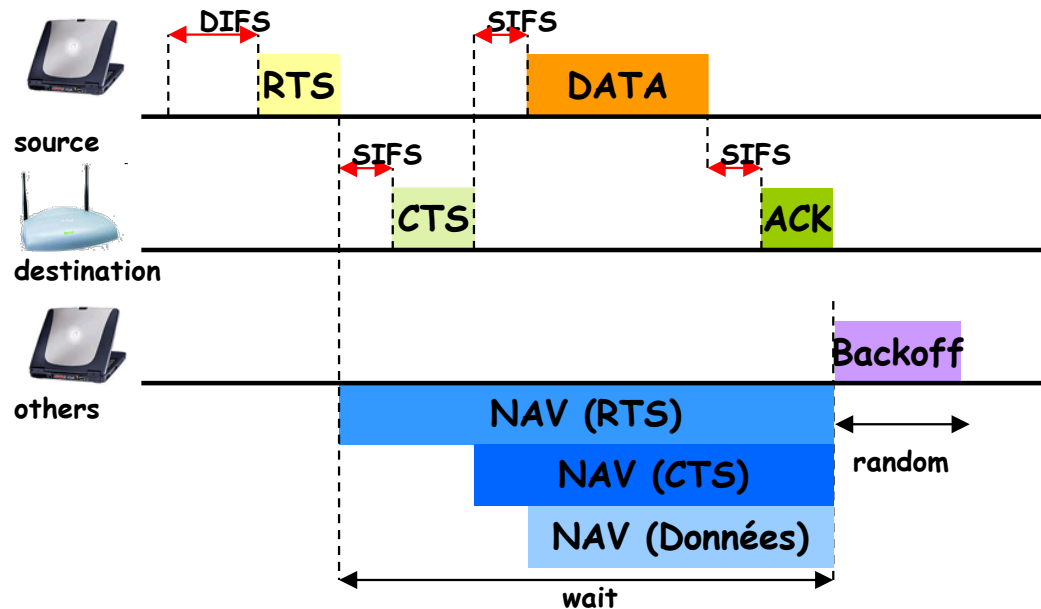 DIFS
SIFS
RTS
DATA
source
SIFS
SIFS
CTS
ACK
destination
Backoff
others
NAV (RTS)
random
NAV (CTS)
NAV (Données)
wait